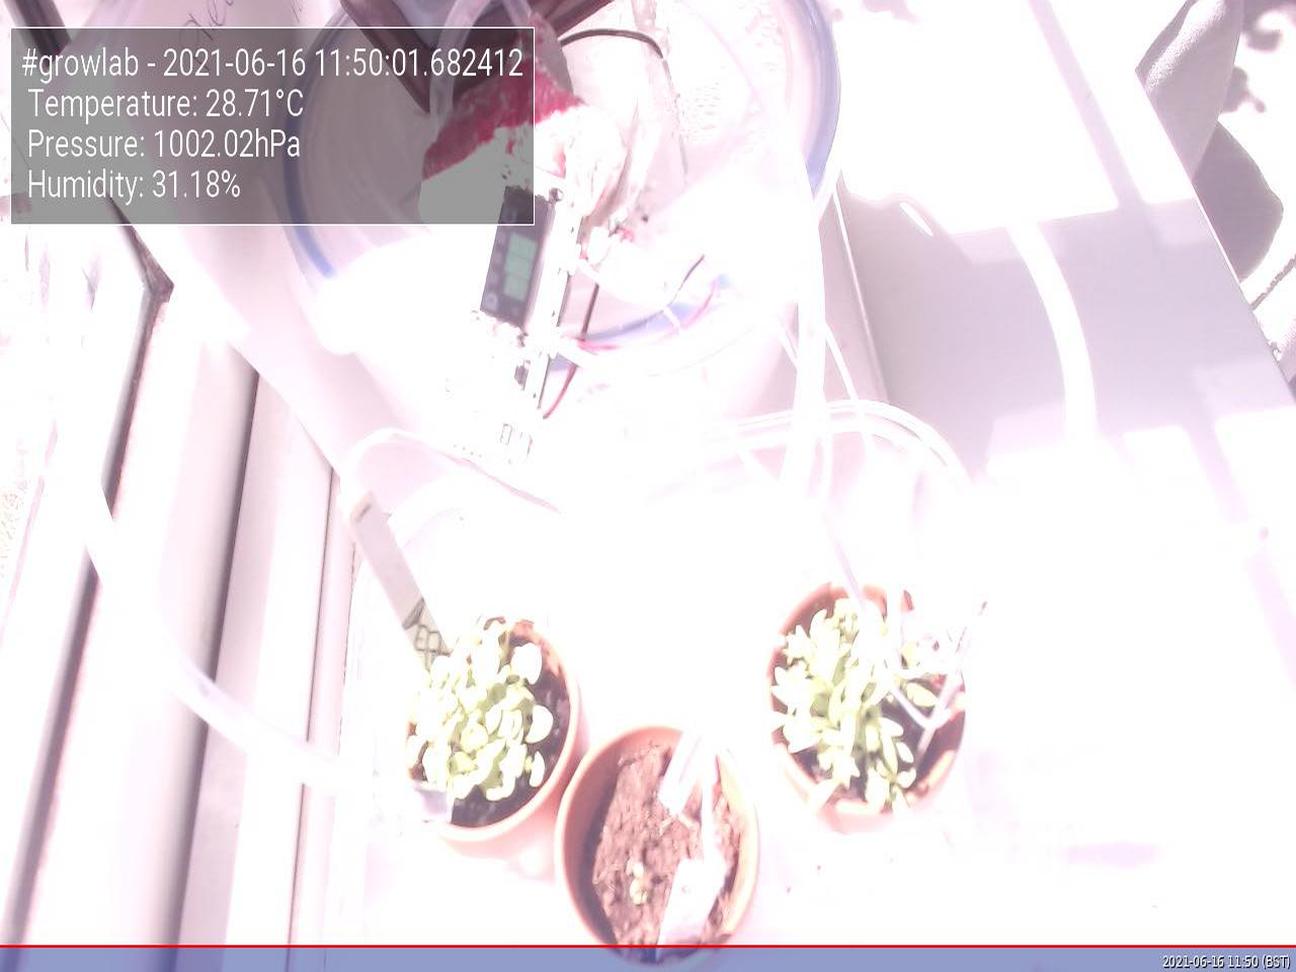 #growlab - 2021-06-16 11:50:01.682412
Temperature: 28.71°C
Pressure: 1002.02hPa
Humidity: 31.18%
2021-06-16 11:50 (BST)